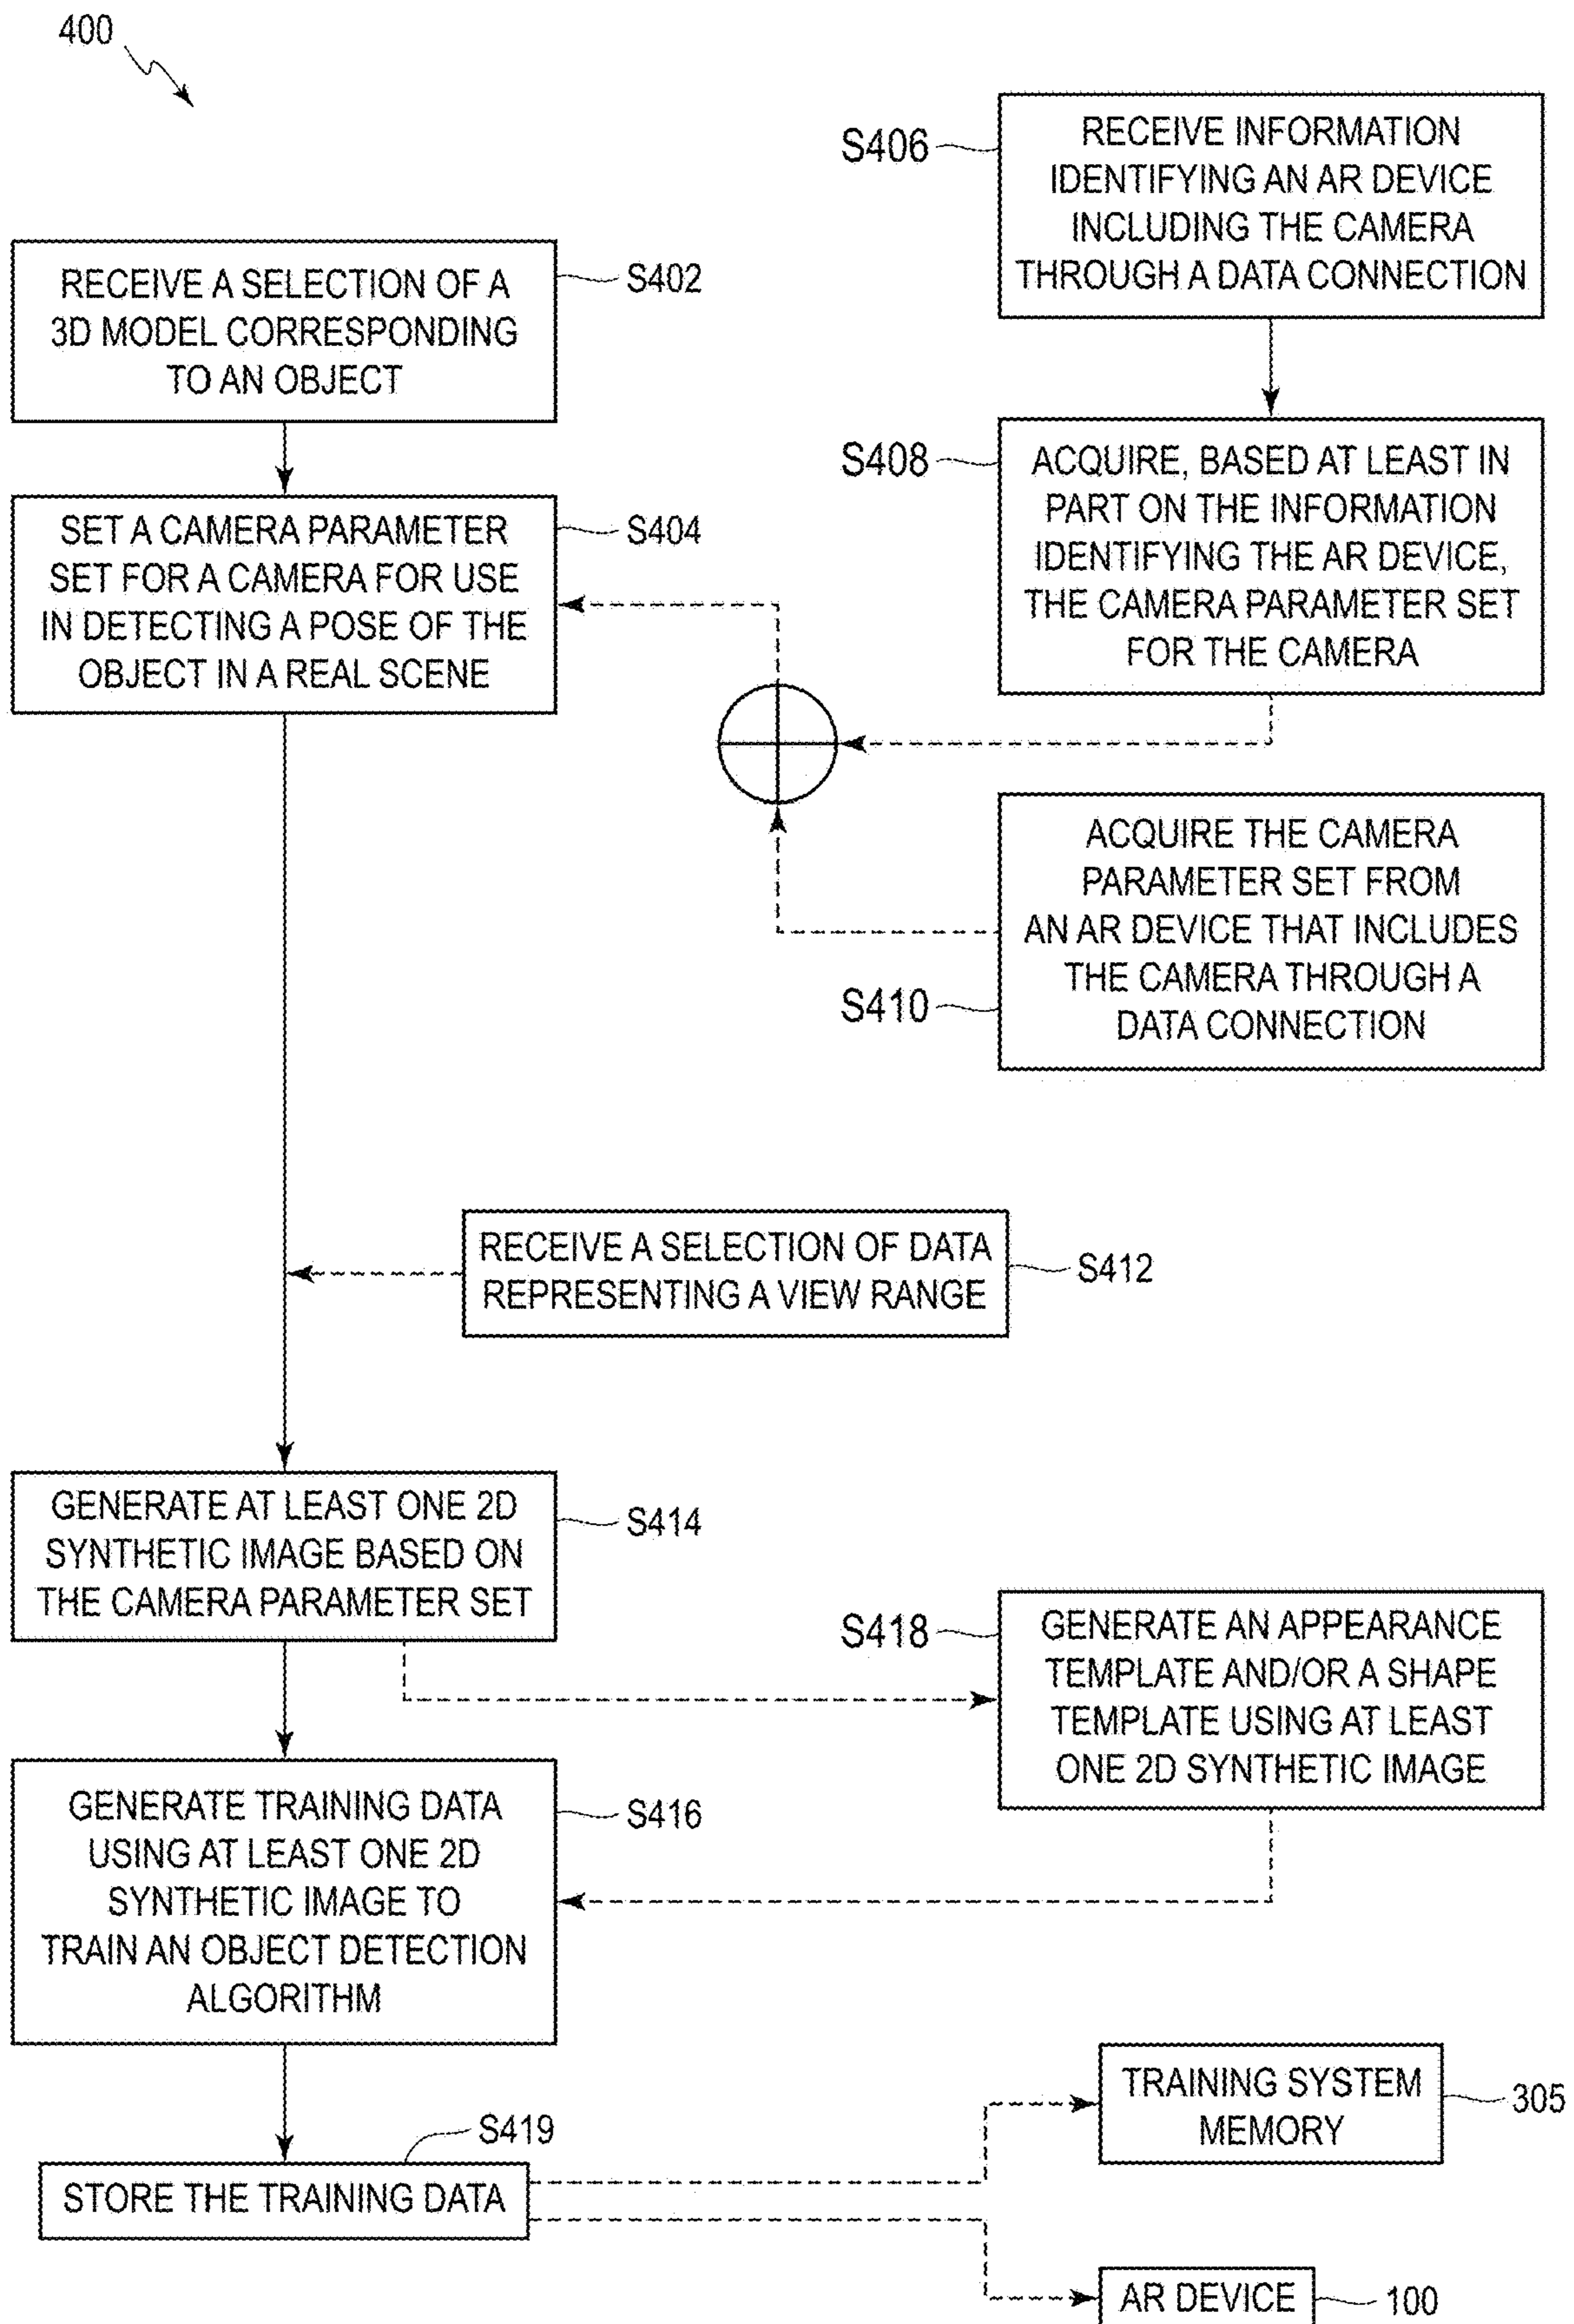 400
S406
RECEIVE INFORMATION
IDENTIFYING AN AR DEVICE
INCLUDING THE CAMERA
THROUGH A DATA CONNECTION
RECEIVE A SELECTION OF A
3D MODEL CORRESPONDING
TO AN OBJECT
S402
S408
ACQUIRE, BASED AT LEAST IN
PART ON THE INFORMATION
IDENTIFYING THE AR DEVICE,
THE CAMERA PARAMETER SET
FOR THE CAMERA
SET A CAMERA PARAMETER
SET FOR A CAMERA FOR USE
IN DETECTING A POSE OF THE
OBJECT IN A REAL SCENE
S404
ACQUIRE THE CAMERA
PARAMETER SET FROM
AN AR DEVICE THAT INCLUDES
THE CAMERA THROUGH A
DATA CONNECTION
S410
RECEIVE A SELECTION OF DATA
REPRESENTING A VIEW RANGE
S412
GENERATE AT LEAST ONE 2D
SYNTHETIC IMAGE BASED ON
THE CAMERA PARAMETER SET
S414
S418
GENERATE AN APPEARANCE
TEMPLATE AND/OR A SHAPE
TEMPLATE USING AT LEAST
ONE 2D SYNTHETIC IMAGE
GENERATE TRAINING DATA
USING AT LEAST ONE 2D
SYNTHETIC IMAGE TO
TRAIN AN OBJECT DETECTION
ALGORITHM
S416
TRAINING SYSTEM
MEMORY
305
S419
STORE THE TRAINING DATA
AR DEVICE
100